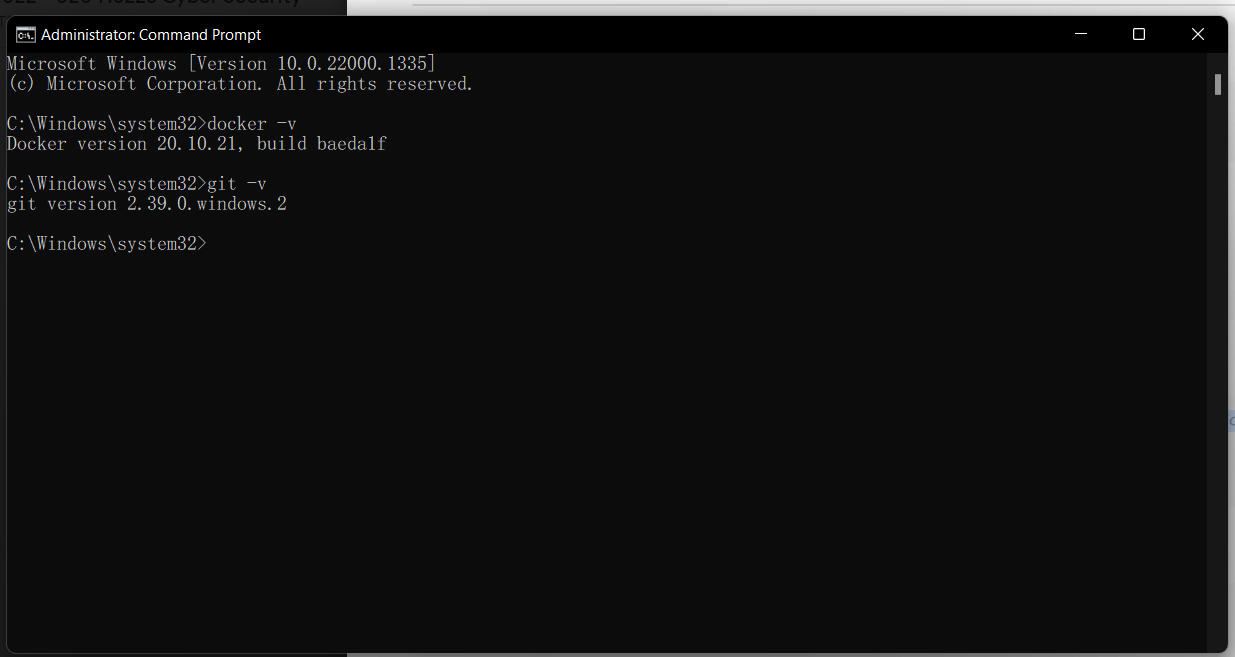 Administrator: Command Prompt
Microsoft Windows [Version 10.0.22000.1335]
(c) Microsoft Corporation. All rights reserved.
C:\Windows\system32>docker -v
Docker version 20.10.21, build baeda1f
C:\Windows\system32>git -v
git version 2.39.0.windows.2
C:\Windows\system32>